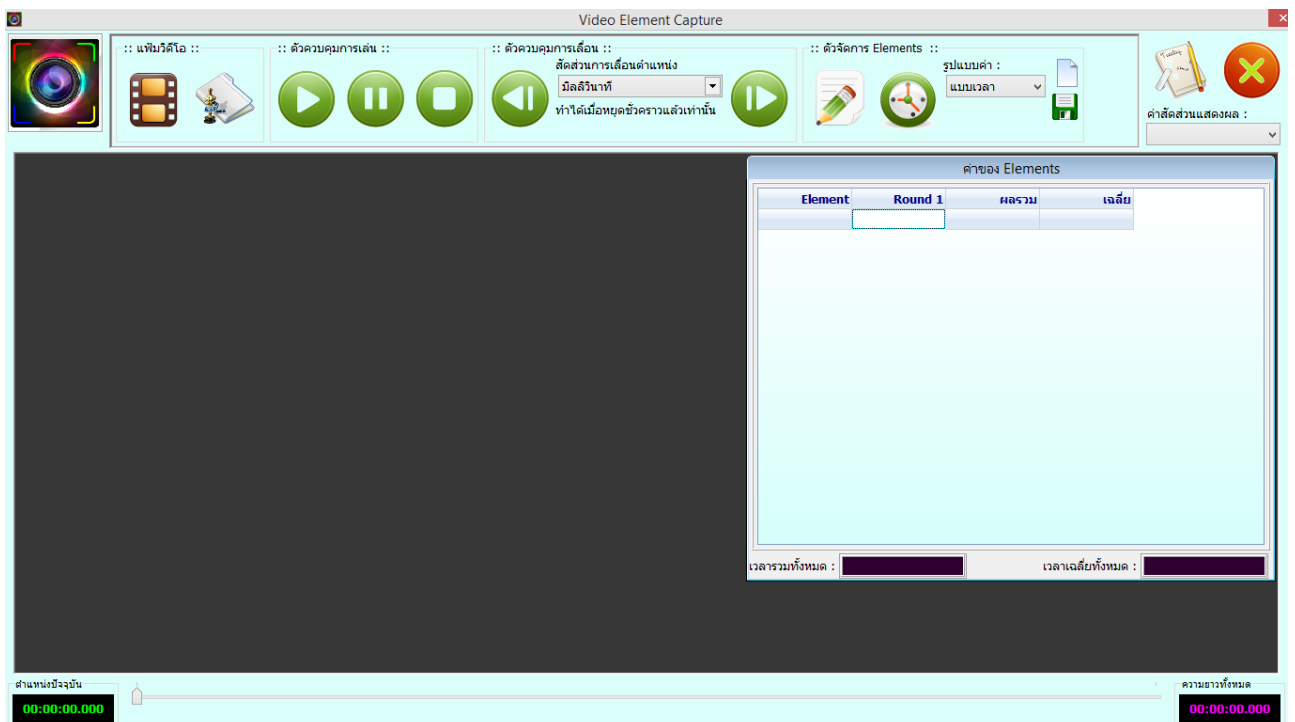 Video Element Capture
:: แฟ้มวิดีโอ ::
:: ตัวควบคุมการเล่น ::
:: ตัวควบคุมการเลื่อน ::
สัดส่วนการเลื่อนตำแหน่ง
มิลลิวินาที
ทำได้เมื่อหยุดชั่วคราวแล้วเท่านั้น
:: ตัวจัดการ Elements ::
รูปแบบค่า :
แบบเวลา
ค่าสัดส่วนแสดงผล :
ค่าของ Elements
Element Round 1 ผลรวม เฉลี่ย
เวลารวมทั้งหมด : เวลาเฉลี่ยทั้งหมด :
ตำแหน่งปัจจุบัน
00:00:00.000
ความยาวทั้งหมด
00:00:00.000